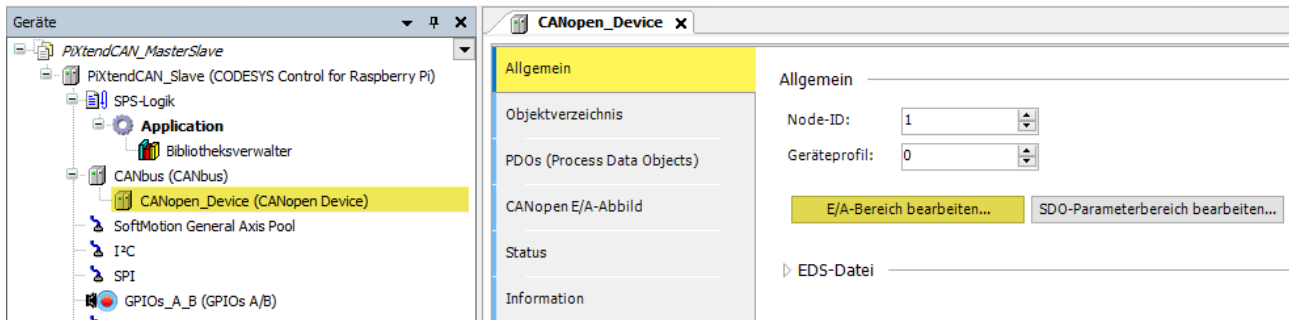 Geräte
PiXtendCAN_MasterSlave
PiXtendCAN_Slave (CODESYS Control for Raspberry Pi)
SPS-Logik
Application
Bibliotheksverwalter
CANbus (CANbus)
CANopen_Device (CANopen Device)
SoftMotion General Axis Pool
I²C
SPI
GPIOs_A_B (GPIOs A/B)
CANopen_Device
Allgemein
Objektverzeichnis
PDOs (Process Data Objects)
CANopen E/A-Abbild
Status
Information
Allgemein
Node-ID: 1
Geräteprofil: 0
E/A-Bereich bearbeiten... SDO-Parameterbereich bearbeiten...
EDS-Datei